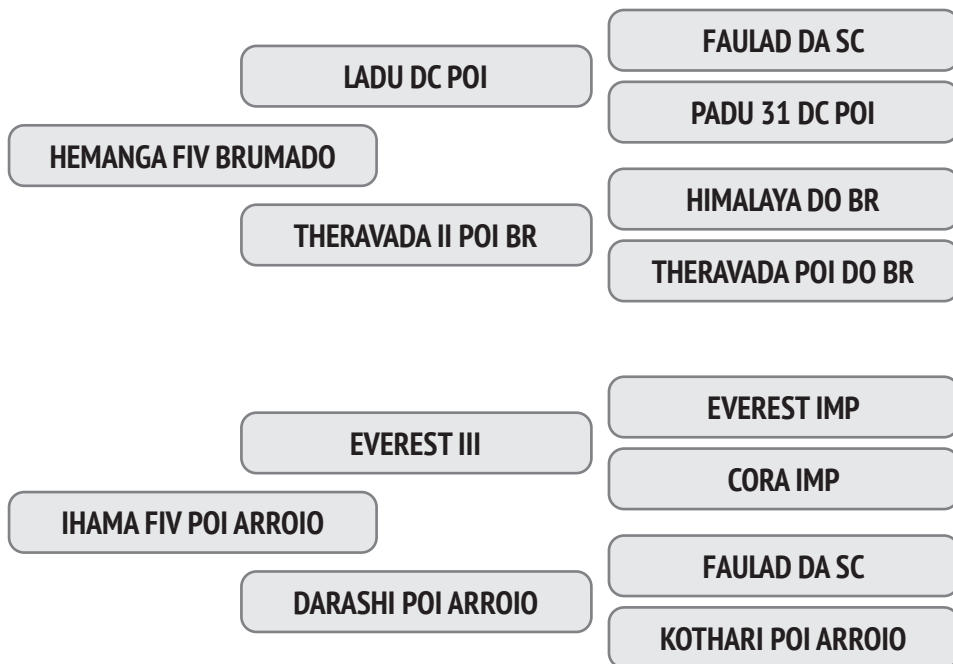 FAULAD DA SC
LADU DC POI
PADU 31 DC POI
HEMANGA FIV BRUMADO
HIMALAYA DO BR
THERAVADA II POI BR
THERAVADA POI DO BR
EVEREST IMP
EVEREST III
CORA IMP
IHAMA FIV POI ARROIO
FAULAD DA SC
DARASHI POI ARROIO
KOTHARI POI ARROIO